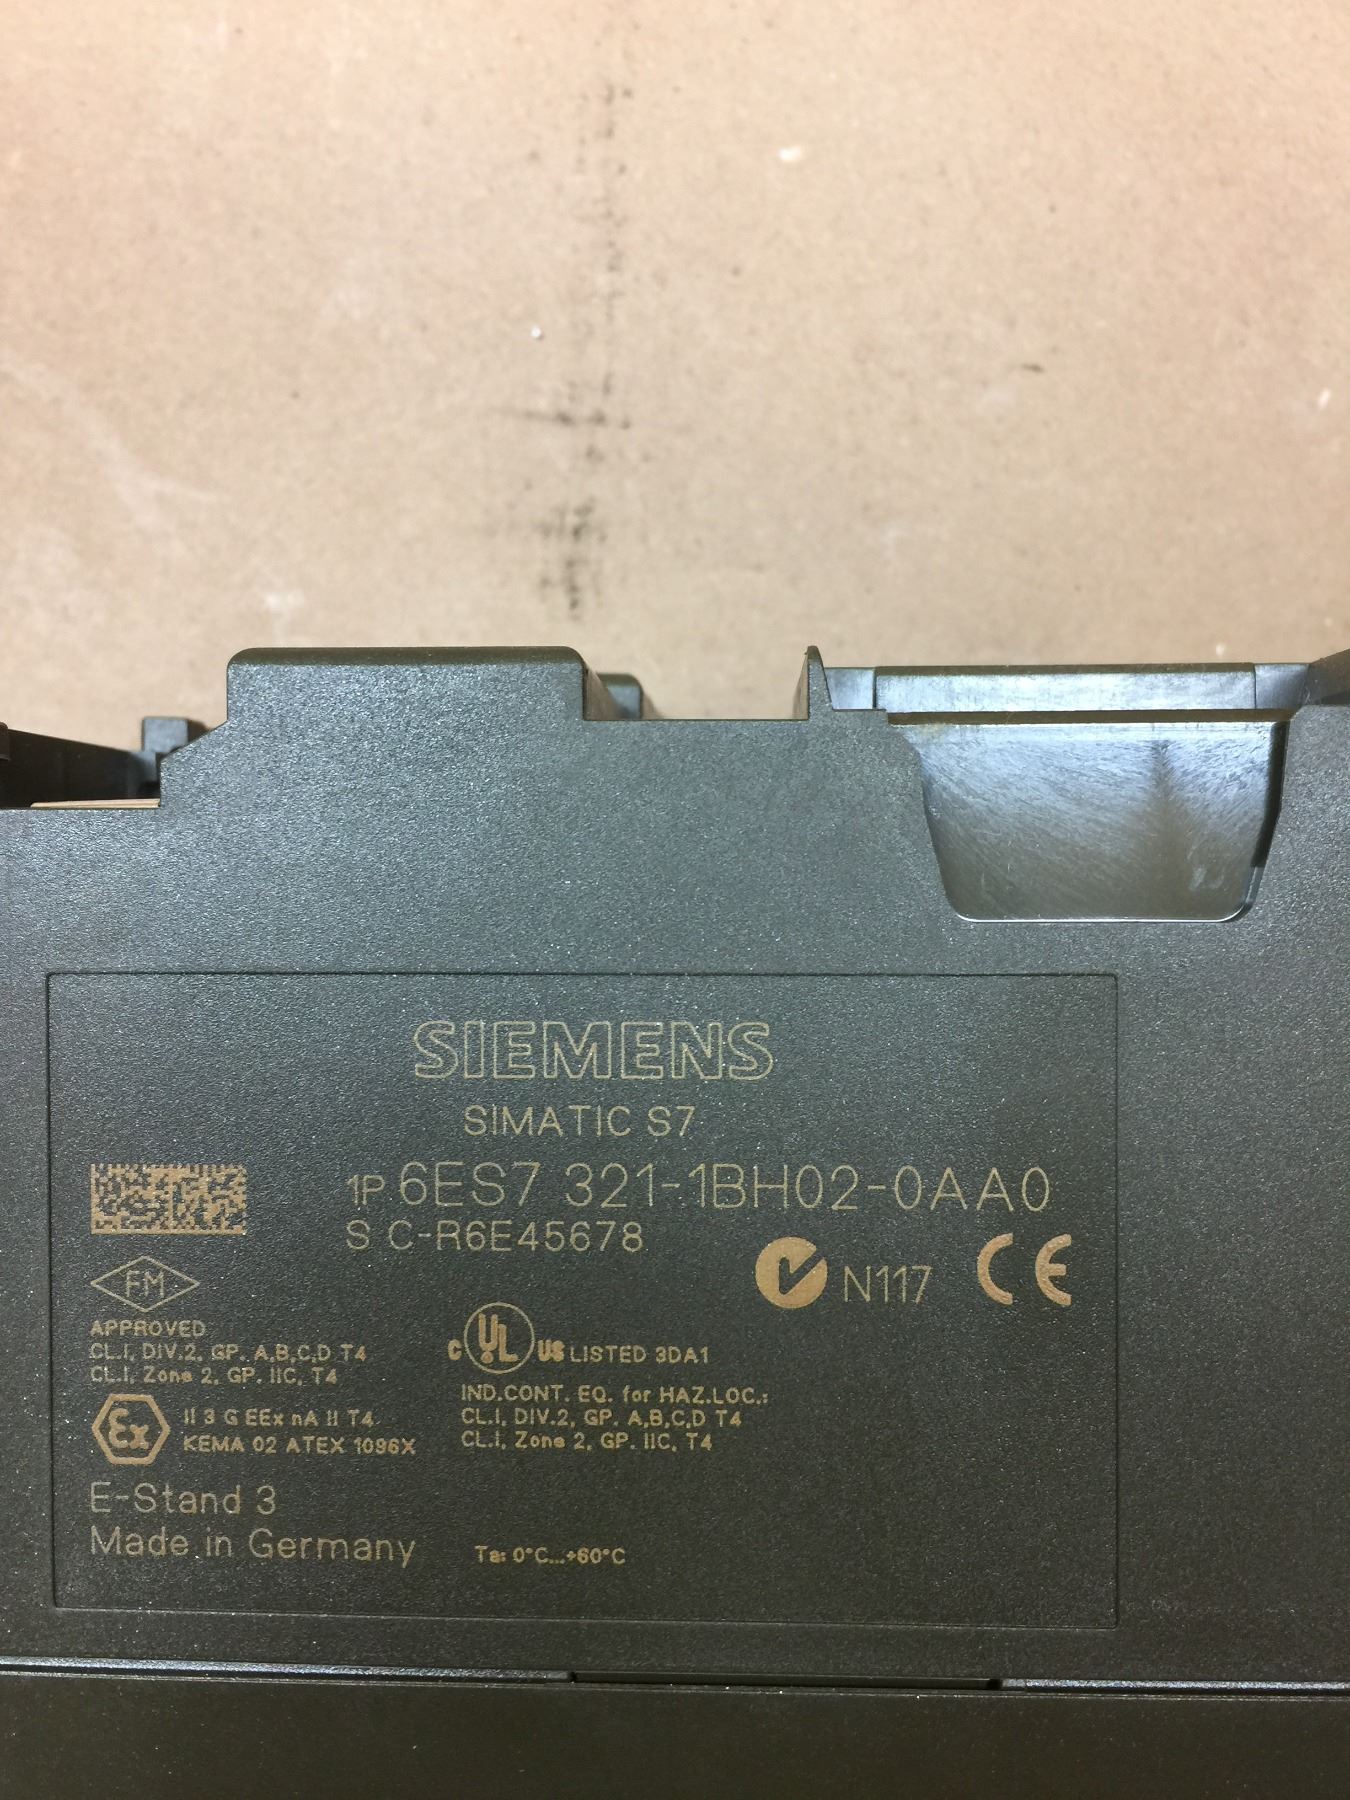 SIEMENS
SIMATIC S7
1P 6ES7 321-1BH02-0AA0
S C-R6E45678
N117 CE
FM
APPROVED
CL.I, DIV.2, GP. A,B,C,D T4
CL.I, Zone 2, GP. IIC, T4
C UL US LISTED 3DA1
IND.CONT. EQ. for HAZ.LOC.:
CL.I, DIV.2, GP. A,B,C,D T4
CL.I, Zone 2, GP. IIC, T4
Ex II 3 G EEx nA II T4
KEMA 02 ATEX 1096X
E-Stand 3
Made in Germany
Ta: 0°C...+60°C